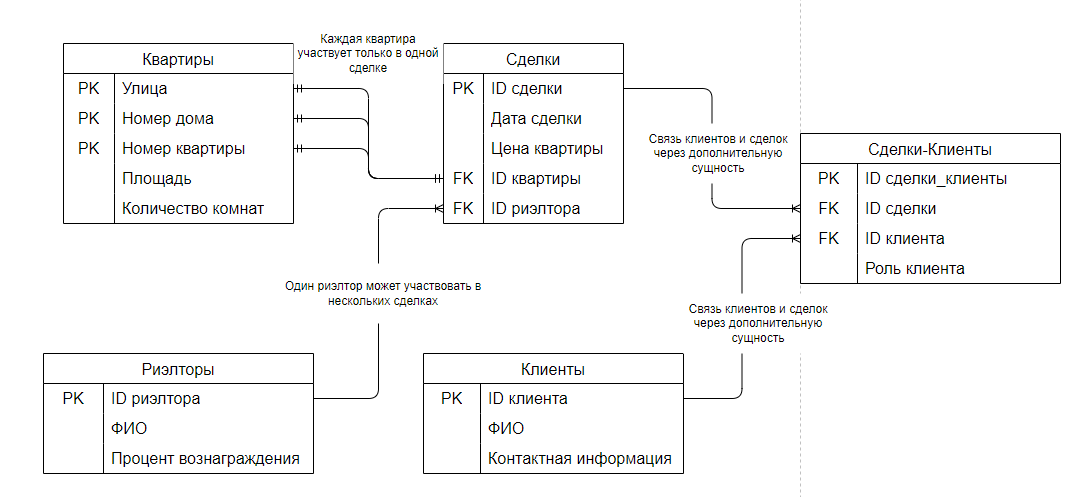 Каждая квартира
участвует только в одной
сделке
Квартиры
PK Улица
PK Номер дома
PK Номер квартиры
Площадь
Количество комнат
Сделки
PK ID сделки
Дата сделки
Цена квартиры
FK ID квартиры
FK ID риэлтора
Связь клиентов и сделок
через дополнительную
сущность
Сделки-Клиенты
PK ID сделки_клиенты
FK ID сделки
FK ID клиента
Роль клиента
Один риэлтор может участвовать в
нескольких сделках
Связь клиентов и сделок
через дополнительную
сущность
Риэлторы
PK ID риэлтора
ФИО
Процент вознаграждения
Клиенты
PK ID клиента
ФИО
Контактная информация